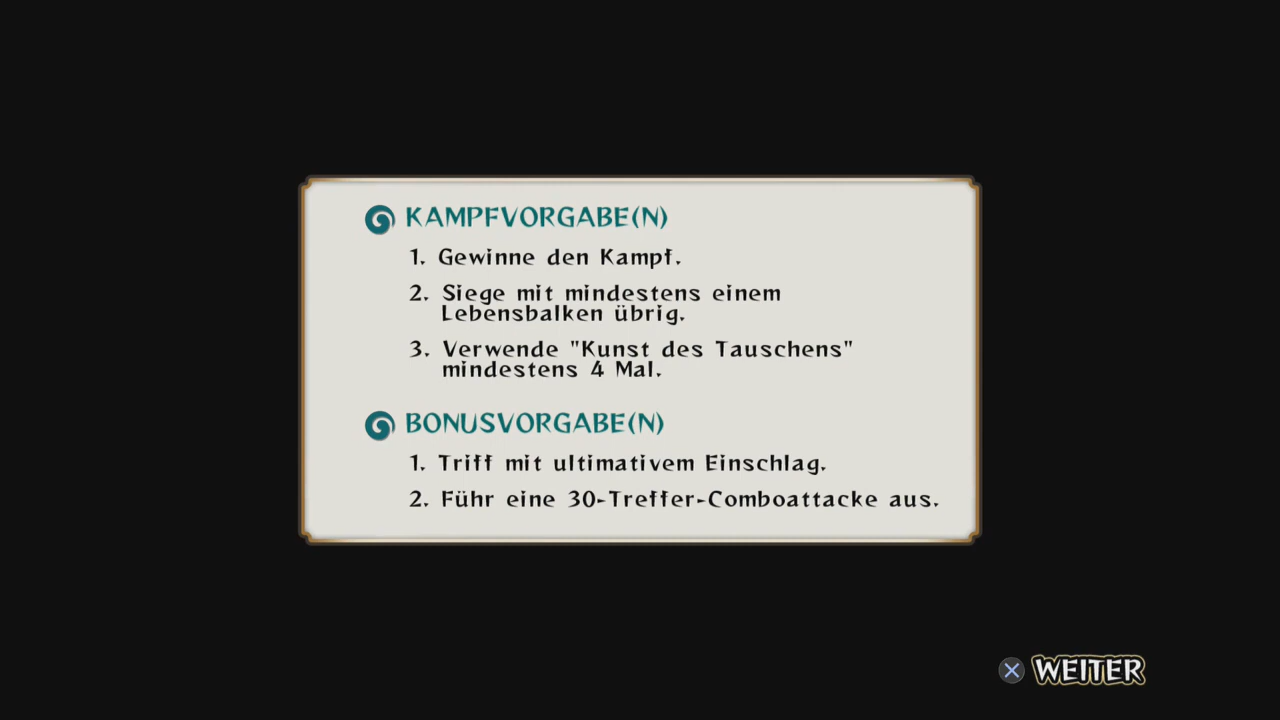 KAMPFVORGABE(N)
1. Gewinne den Kampf.
2. Siege mit mindestens einem
Lebensbalken übrig.
3. Verwende "Kunst des Tauschens"
mindestens 4 Mal.
BONUSVORGABE(N)
1. Triff mit ultimativem Einschlag.
2. Führ eine 30-Treffer-Comboattacke aus.
WEITER